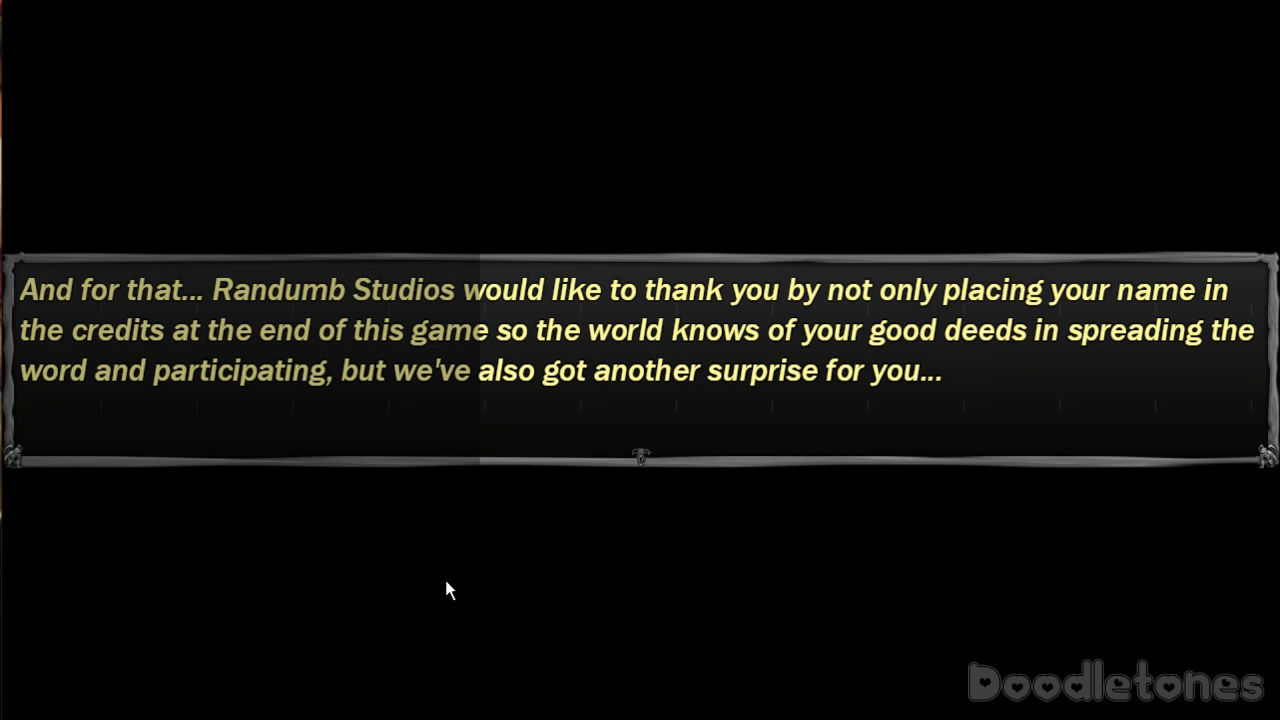 And for that... Randumb Studios would like to thank you by not only placing your name in
the credits at the end of this game so the world knows of your good deeds in spreading the
word and participating, but we've also got another surprise for you...
Doodletones